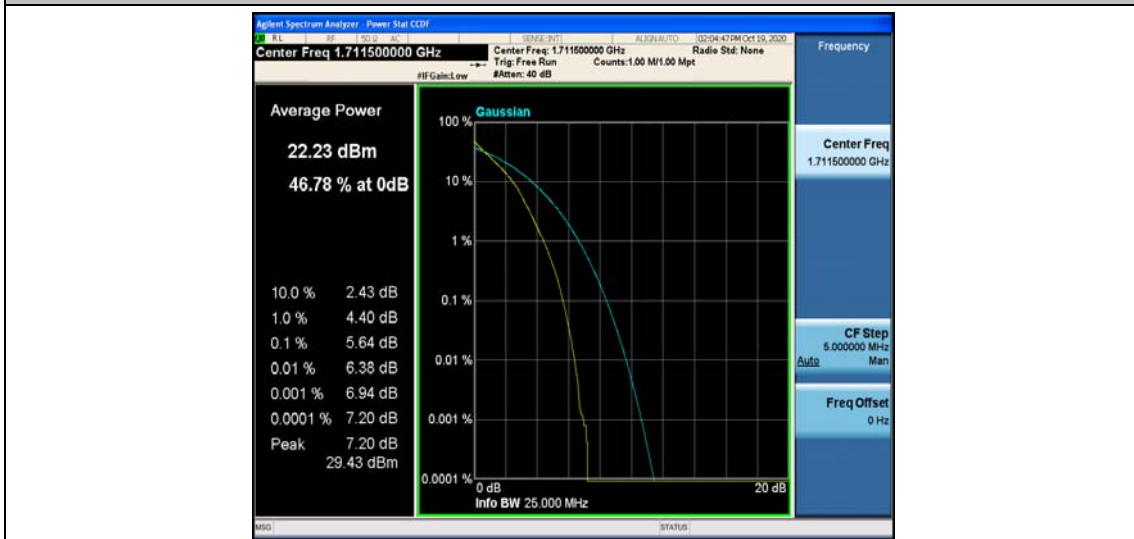 Agilent Spectrum Analyzer - Power Stat CCDF
RL RF 50 Ω AC SENSE:INT ALIGN AUTO 02:04:47 PM Oct 19, 2020
Center Freq 1.711500000 GHz
Center Freq: 1.711500000 GHz Radio Std: None
Trig: Free Run Counts:1.00 M/1.00 Mpt
#IFGain:Low #Atten: 40 dB
Frequency
Average Power
22.23 dBm
46.78 % at 0dB
10.0 % 2.43 dB
1.0 % 4.40 dB
0.1 % 5.64 dB
0.01 % 6.38 dB
0.001 % 6.94 dB
0.0001 % 7.20 dB
Peak 7.20 dB
29.43 dBm
Gaussian
100 %
10 %
1 %
0.1 %
0.01 %
0.001 %
0.0001 %
0 dB 20 dB
Info BW 25.000 MHz
Center Freq
1.711500000 GHz
CF Step
5.000000 MHz
Auto Man
Freq Offset
0 Hz
MSG STATUS